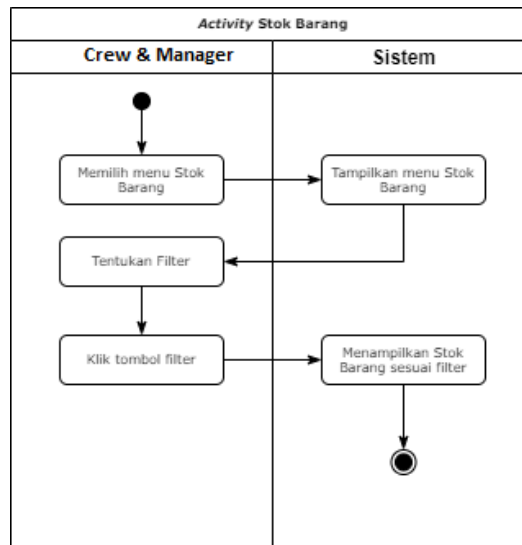 Activity Stok Barang
Crew & Manager
Sistem
Memilih menu Stok
Barang
Tampilkan menu Stok
Barang
Tentukan Filter
Klik tombol filter
Menampilkan Stok
Barang sesuai filter